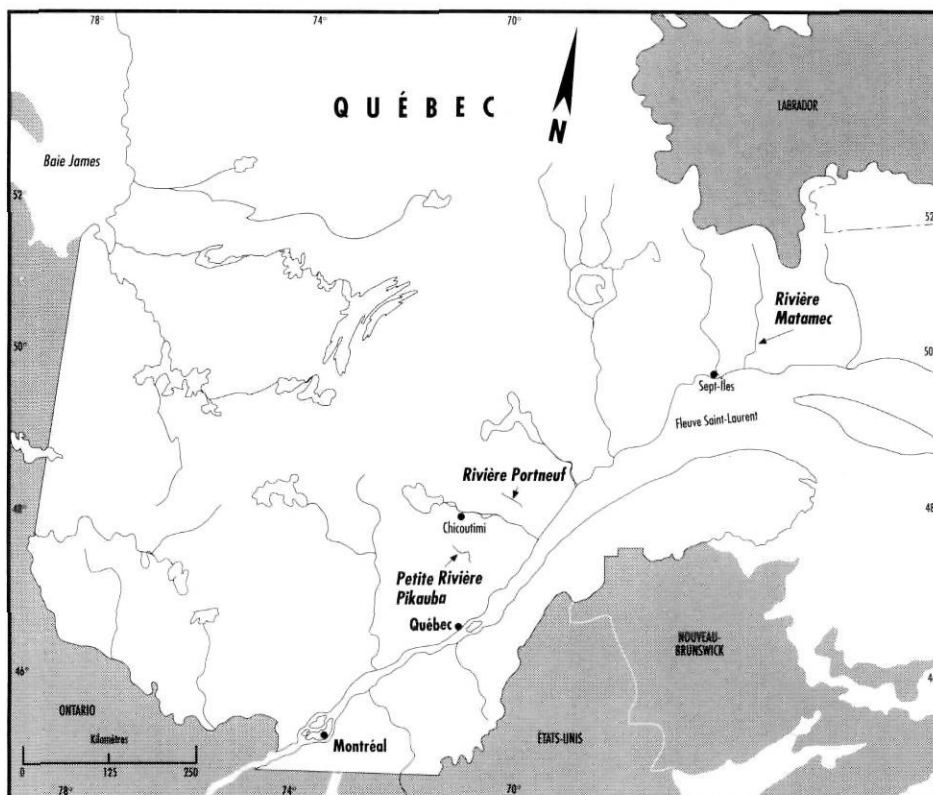 78°
74°
70°
QUÉBEC
LABRADOR
N
Baie James
52
52
Rivière
Matamec
50°
50
Sept-Îles
Fleuve Saint-Laurent
Rivière Portneuf
48°
48
Chicoutimi
Petite Rivière
Pikauba
Québec
NOUVEAU-
BRUNSWICK
46°
ONTARIO
Kilomètres
ÉTATS-UNIS
Montréal
0 125 250
78°
74°
70°